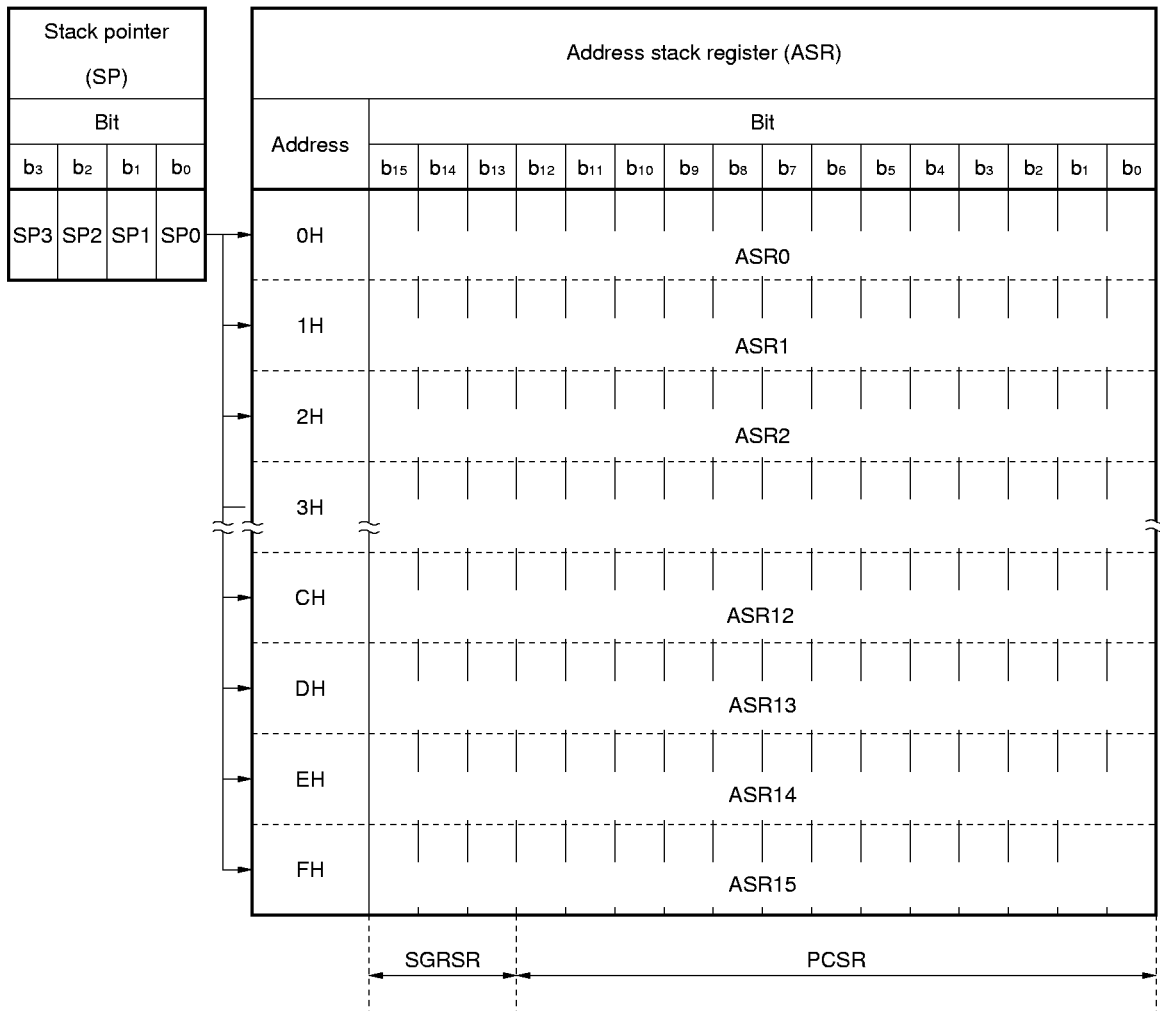 Stack pointer
(SP)
Bit
b3 b2 b1 b0
SP3 SP2 SP1 SP0
Address stack register (ASR)
Address
Bit
b15 b14 b13 b12 b11 b10 b9 b8 b7 b6 b5 b4 b3 b2 b1 b0
0H
ASR0
1H
ASR1
2H
ASR2
3H
CH
ASR12
DH
ASR13
EH
ASR14
FH
ASR15
SGRSR PCSR